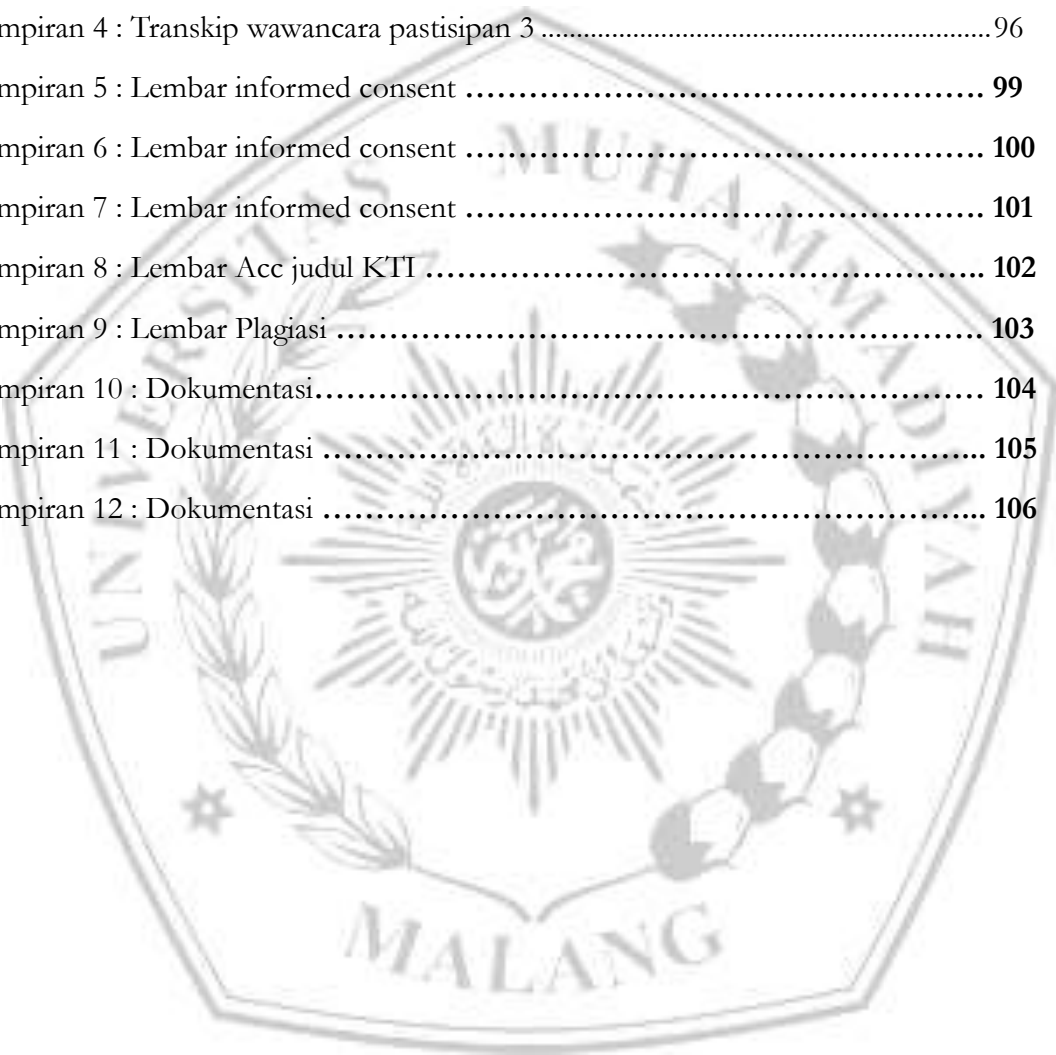 mpiran 4 : Transkip wawancara pastisipan 3 ........................................................................ 96
mpiran 5 : Lembar informed consent …………………………………………. 99
mpiran 6 : Lembar informed consent …………………………………………. 100
mpiran 7 : Lembar informed consent …………………………………………. 101
mpiran 8 : Lembar Acc judul KTI …………………………………………….. 102
mpiran 9 : Lembar Plagiasi ……………………………………………………. 103
mpiran 10 : Dokumentasi……………………………………………………… 104
mpiran 11 : Dokumentasi ……………………………………………………... 105
mpiran 12 : Dokumentasi ……………………………………………………... 106
UNIVERSITAS MUHAMMADIYAH
MALANG